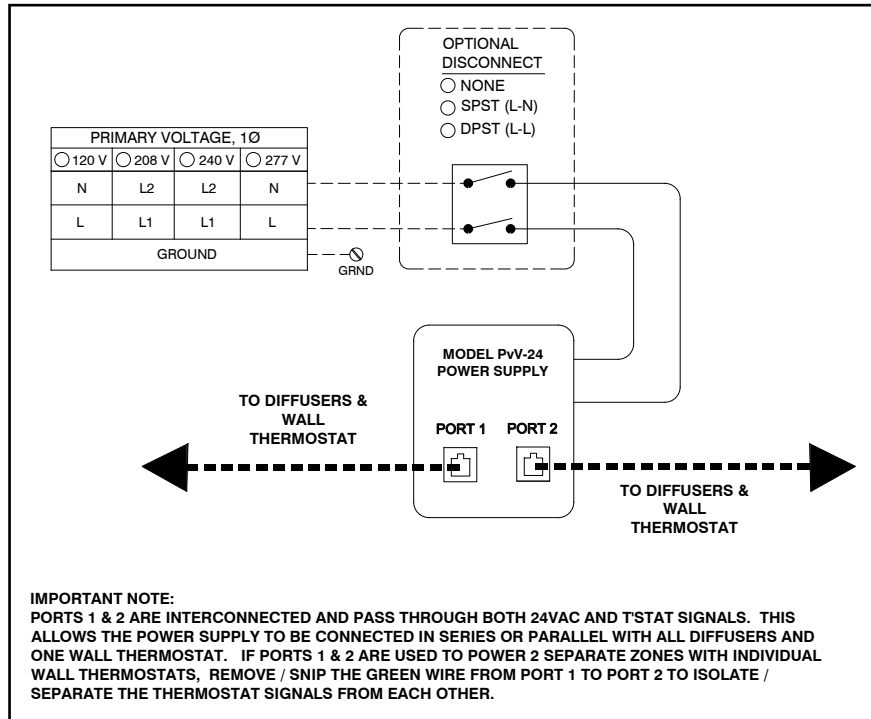 OPTIONAL
DISCONNECT
NONE
SPST (L-N)
DPST (L-L)
PRIMARY VOLTAGE, 1Ø
120 V 208 V 240 V 277 V
N L2 L2 N
L L1 L1 L
GROUND
GRND
MODEL PvV-24
POWER SUPPLY
TO DIFFUSERS &
WALL
THERMOSTAT
PORT 1 PORT 2
TO DIFFUSERS &
WALL
THERMOSTAT
IMPORTANT NOTE:
PORTS 1 & 2 ARE INTERCONNECTED AND PASS THROUGH BOTH 24VAC AND T'STAT SIGNALS. THIS
ALLOWS THE POWER SUPPLY TO BE CONNECTED IN SERIES OR PARALLEL WITH ALL DIFFUSERS AND
ONE WALL THERMOSTAT. IF PORTS 1 & 2 ARE USED TO POWER 2 SEPARATE ZONES WITH INDIVIDUAL
WALL THERMOSTATS, REMOVE / SNIP THE GREEN WIRE FROM PORT 1 TO PORT 2 TO ISOLATE /
SEPARATE THE THERMOSTAT SIGNALS FROM EACH OTHER.